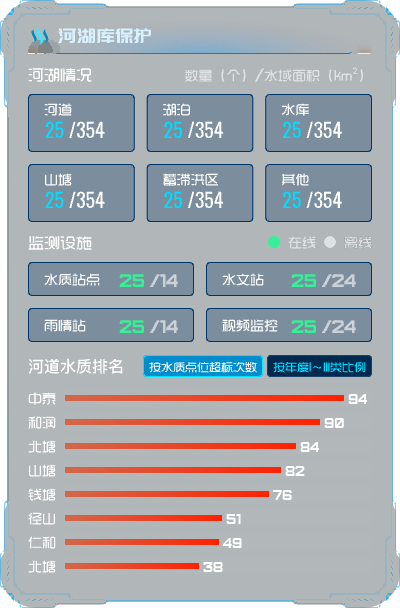 河湖库保护
河湖情况 数量（个）/水域面积（km²）
河道 湖泊 水库
25/354 25/354 25/354
山塘 蓄滞洪区 其他
25/354 25/354 25/354
监测设施 在线 离线
水质站点 25/14 水文站 25/24
雨情站 25/14 视频监控 25/24
河道水质排名 按水质点位超标次数 按年度I~III类比例
中泰 94
和润 90
北塘 84
山塘 82
钱塘 76
径山 51
仁和 49
北塘 38